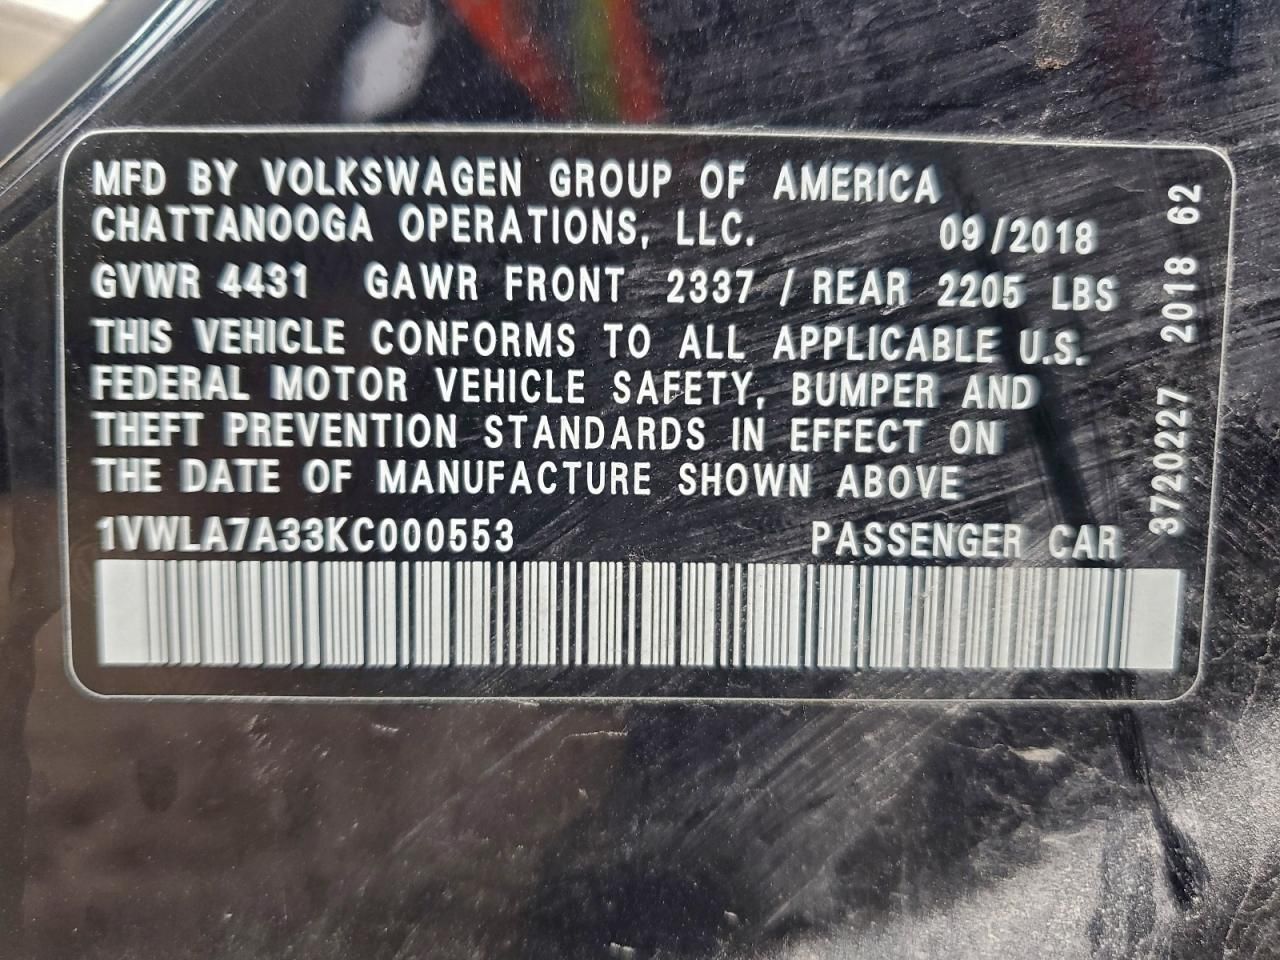 MFD BY VOLKSWAGEN GROUP OF AMERICA
CHATTANOOGA OPERATIONS, LLC. 09/2018
GVWR 4431 GAWR FRONT 2337 / REAR 2205 LBS
THIS VEHICLE CONFORMS TO ALL APPLICABLE U.S.
FEDERAL MOTOR VEHICLE SAFETY, BUMPER AND
THEFT PREVENTION STANDARDS IN EFFECT ON
THE DATE OF MANUFACTURE SHOWN ABOVE
1VWLA7A33KC000553 PASSENGER CAR
3720227 2018 62